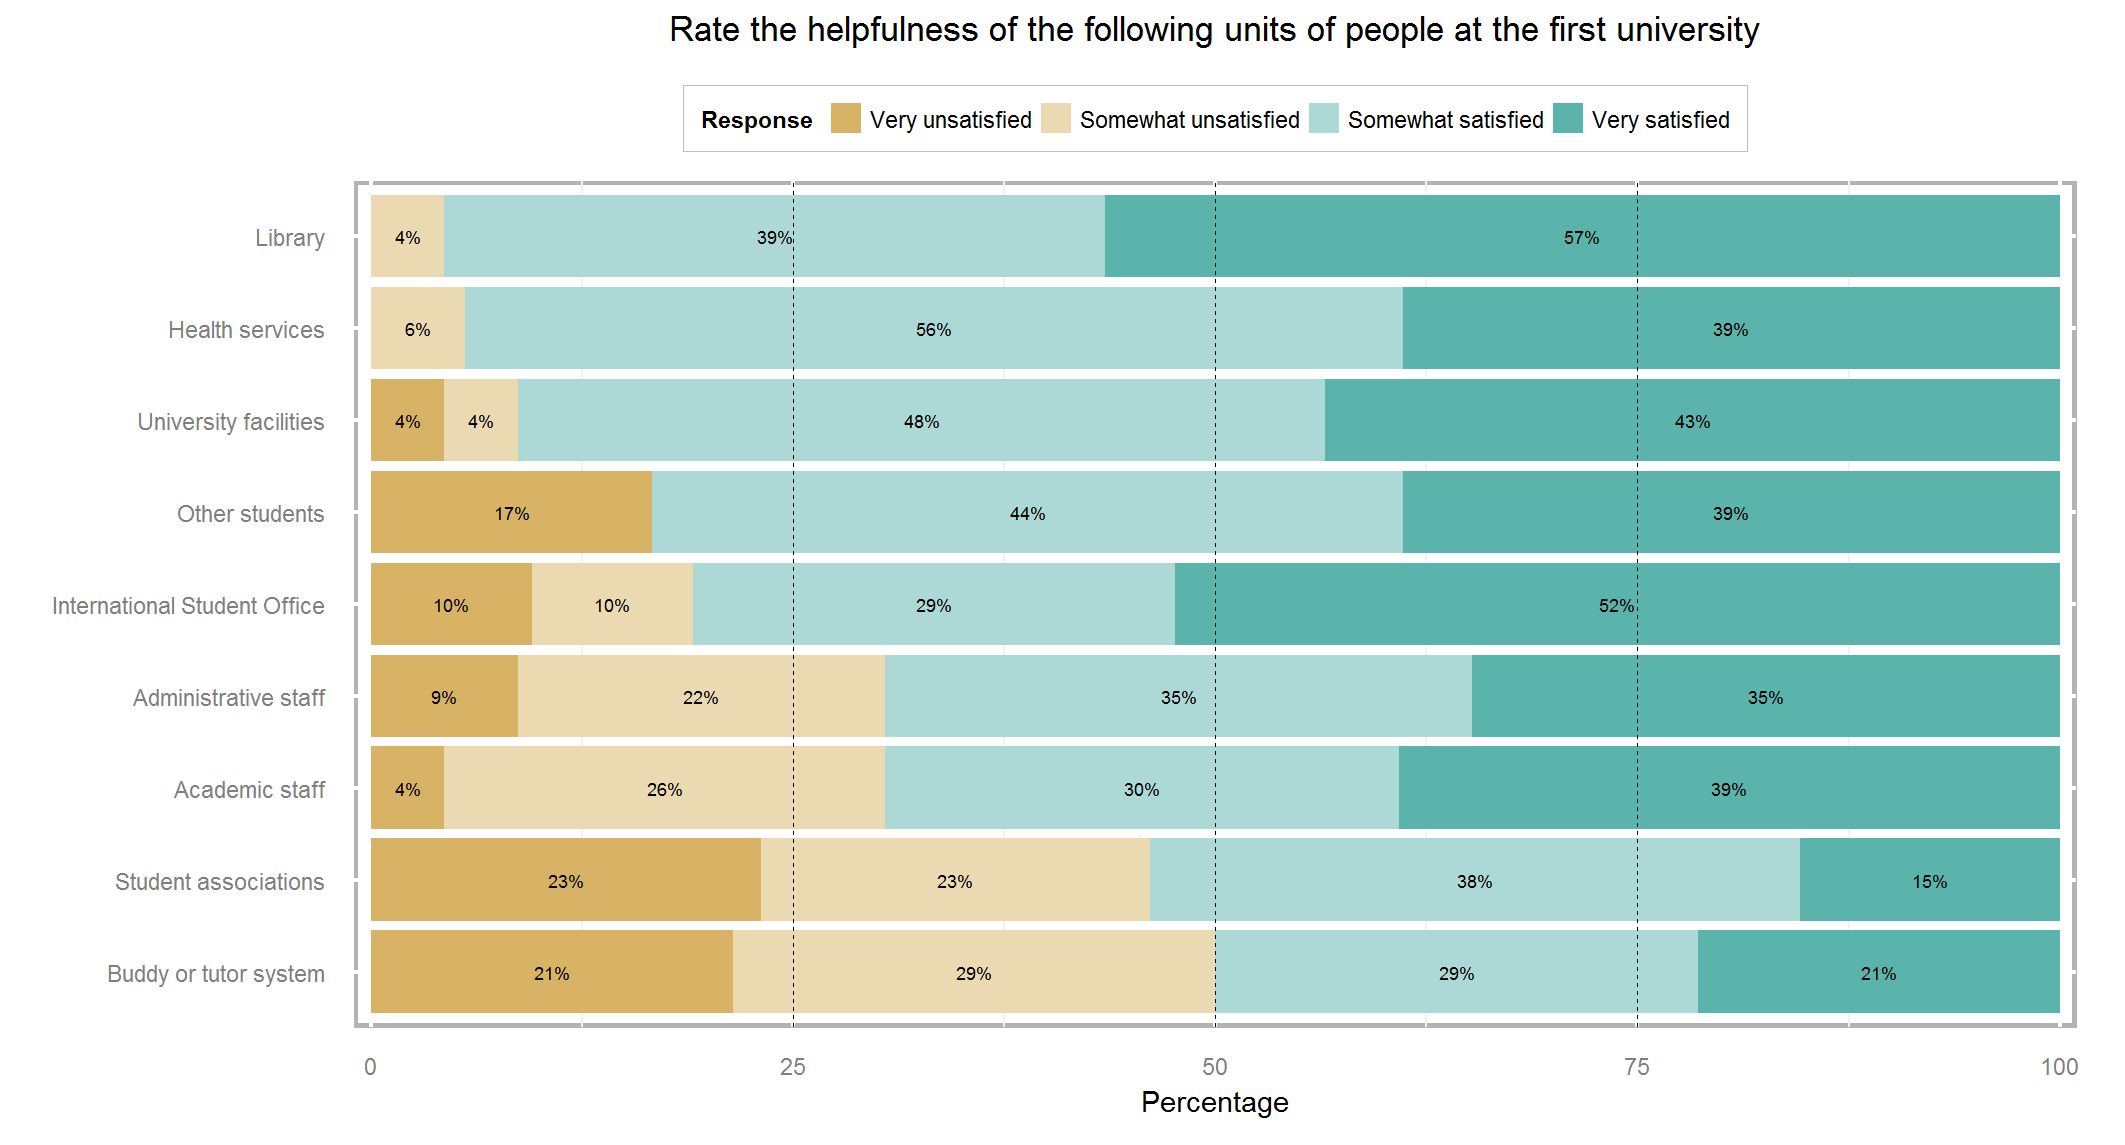 Rate the helpfulness of the following units of people at the first university
Response Very unsatisfied Somewhat unsatisfied Somewhat satisfied Very satisfied
Library 4% 39% 57%
Health services 6% 56% 39%
University facilities 4% 4% 48% 43%
Other students 17% 44% 39%
International Student Office 10% 10% 29% 52%
Administrative staff 9% 22% 35% 35%
Academic staff 4% 26% 30% 39%
Student associations 23% 23% 38% 15%
Buddy or tutor system 21% 29% 29% 21%
0 25 50 75 100
Percentage